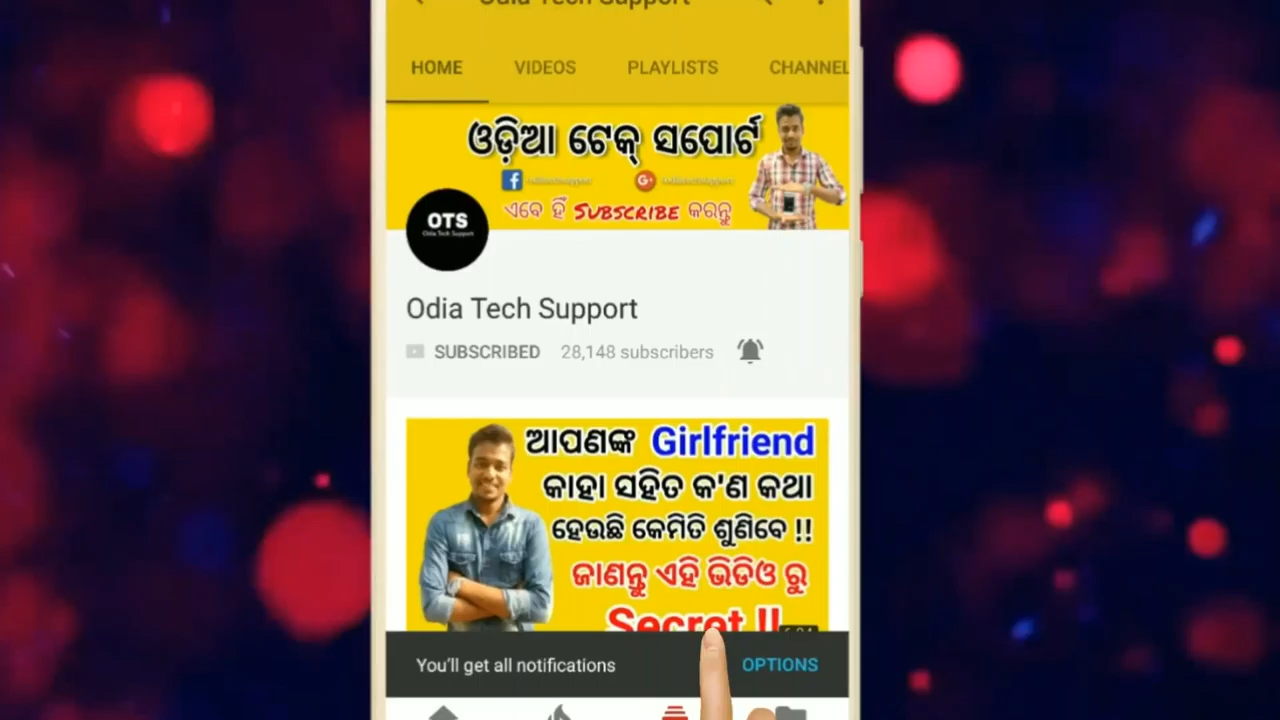 Odia Tech Support
HOME VIDEOS PLAYLISTS CHANNEL
ଓଡ଼ିଆ ଟେକ୍ ସପୋର୍ଟ
ଏବେ ହିଁ SUBSCRIBE କରନ୍ତୁ
OTS
Odia Tech Support
Odia Tech Support
SUBSCRIBED 28,148 subscribers
ଆପଣଙ୍କ Girlfriend
କାହା ସହିତ କ'ଣ କଥା
ହେଉଛି କେମିତି ଶୁଣିବେ !!
ଜାଣନ୍ତୁ ଏହି ଭିଡିଓ ରୁ
Secret !!
You'll get all notifications OPTIONS